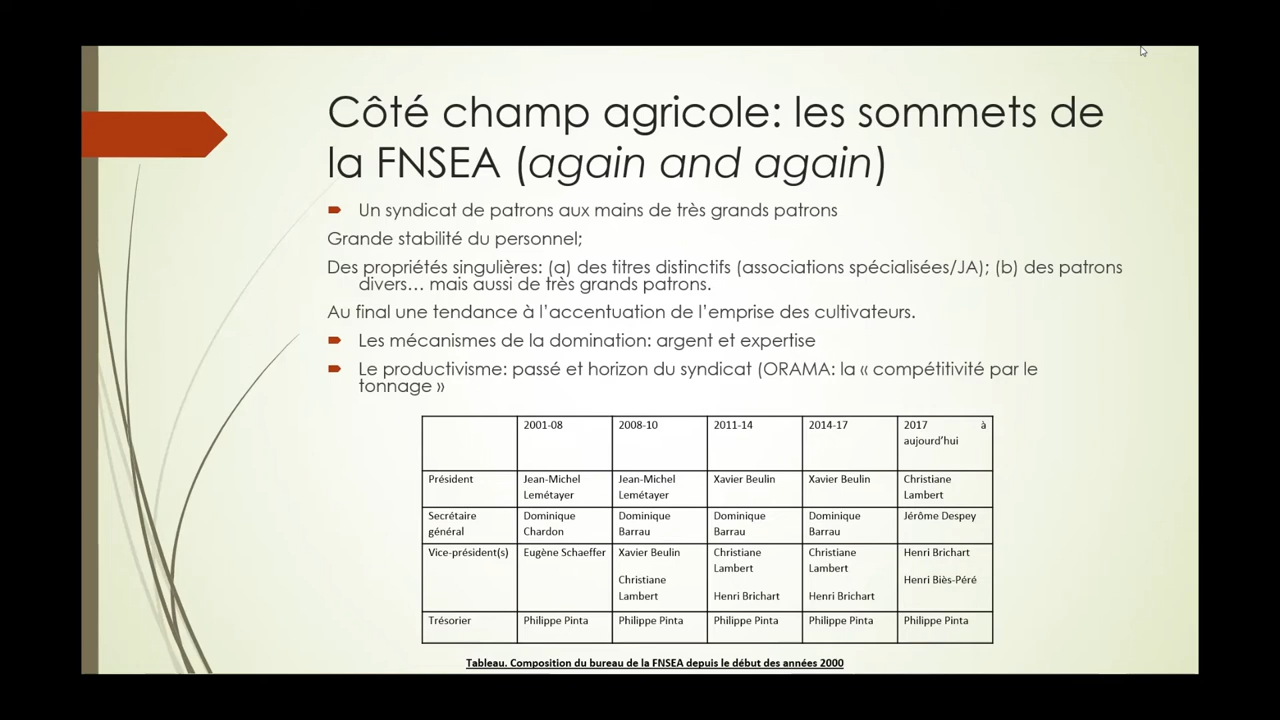 Côté champ agricole: les sommets de
la FNSEA (again and again)
Un syndicat de patrons aux mains de très grands patrons
Grande stabilité du personnel;
Des propriétés singulières: (a) des titres distinctifs (associations spécialisées/JA); (b) des patrons
divers… mais aussi de très grands patrons.
Au final une tendance à l’accentuation de l’emprise des cultivateurs.
Les mécanismes de la domination: argent et expertise
Le productivisme: passé et horizon du syndicat (ORAMA: la « compétitivité par le
tonnage »
2001-08 2008-10 2011-14 2014-17 2017 à
aujourd’hui
Président Jean-Michel Jean-Michel Xavier Beulin Xavier Beulin Christiane
Lemétayer Lemétayer Lambert
Secrétaire Dominique Dominique Dominique Dominique Jérôme Despey
général Chardon Barrau Barrau Barrau
Vice-président(s) Eugène Schaeffer Xavier Beulin Christiane Christiane Henri Brichart
Lambert Lambert
Christiane Henri Biès-Péré
Lambert Henri Brichart Henri Brichart
Trésorier Philippe Pinta Philippe Pinta Philippe Pinta Philippe Pinta Philippe Pinta
Tableau. Composition du bureau de la FNSEA depuis le début des années 2000